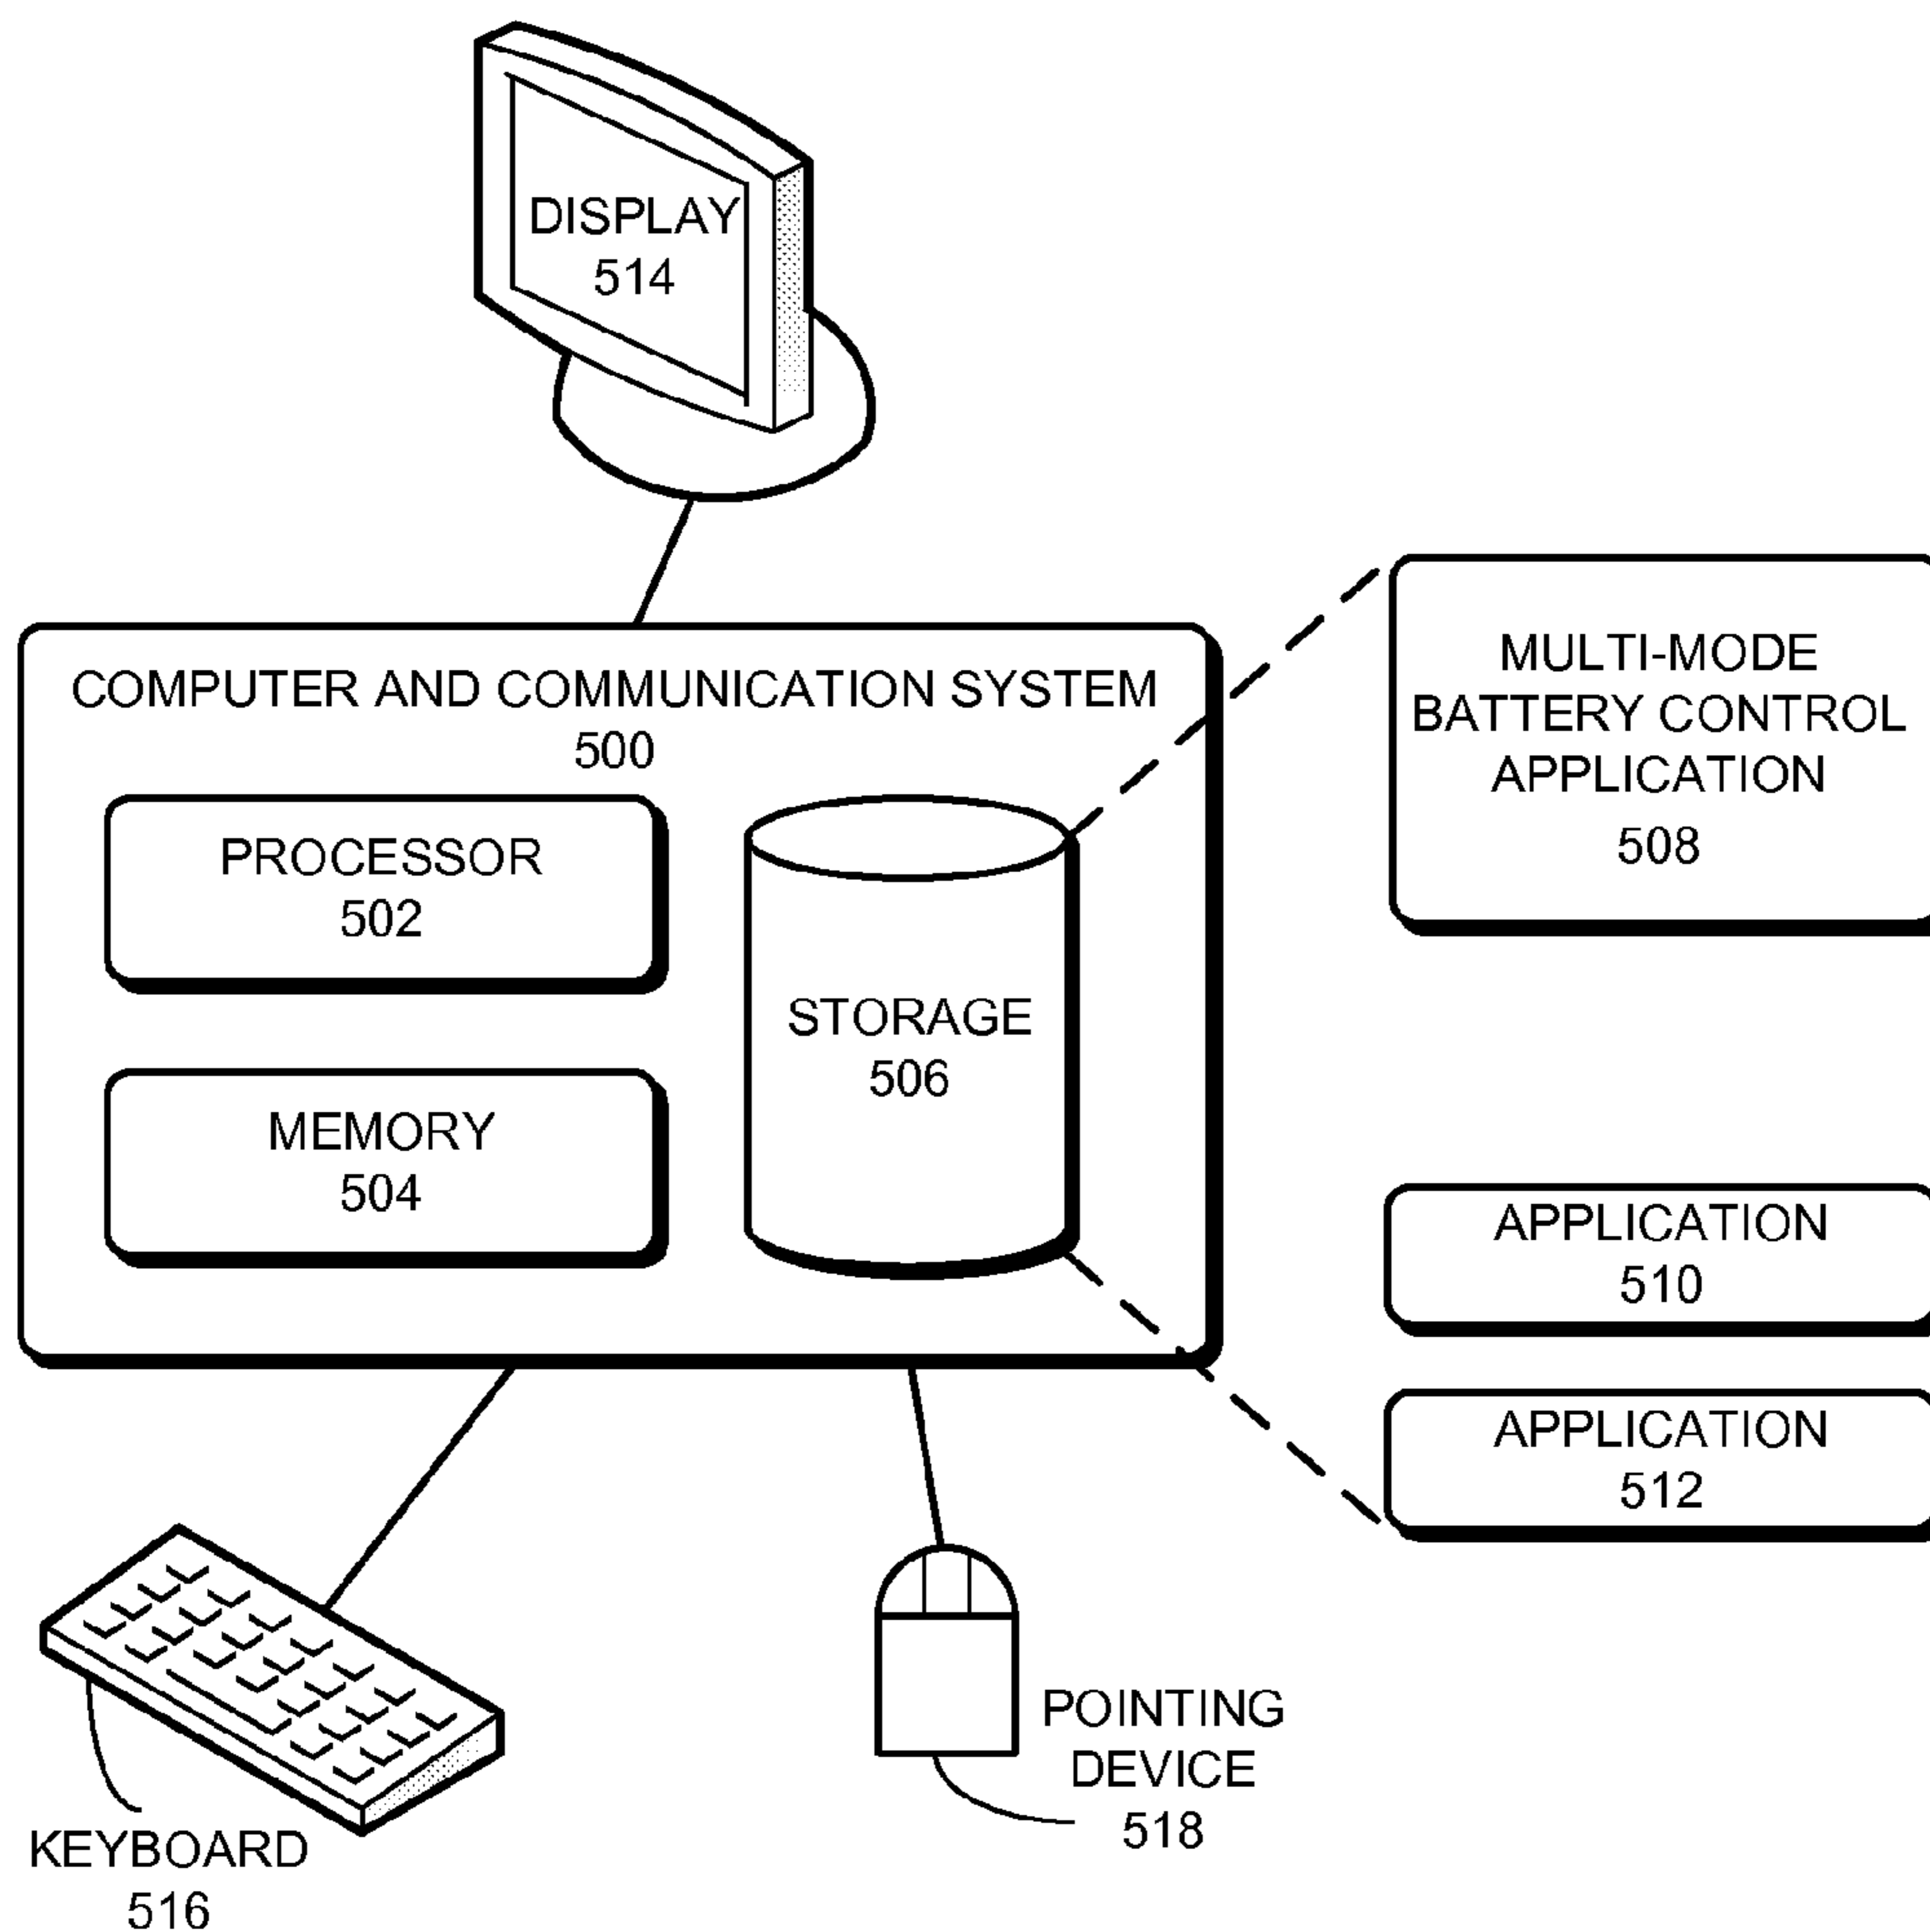 DISPLAY
514
COMPUTER AND COMMUNICATION SYSTEM
500
PROCESSOR
502
MEMORY
504
STORAGE
506
MULTI-MODE
BATTERY CONTROL
APPLICATION
508
APPLICATION
510
APPLICATION
512
KEYBOARD
516
POINTING
DEVICE
518